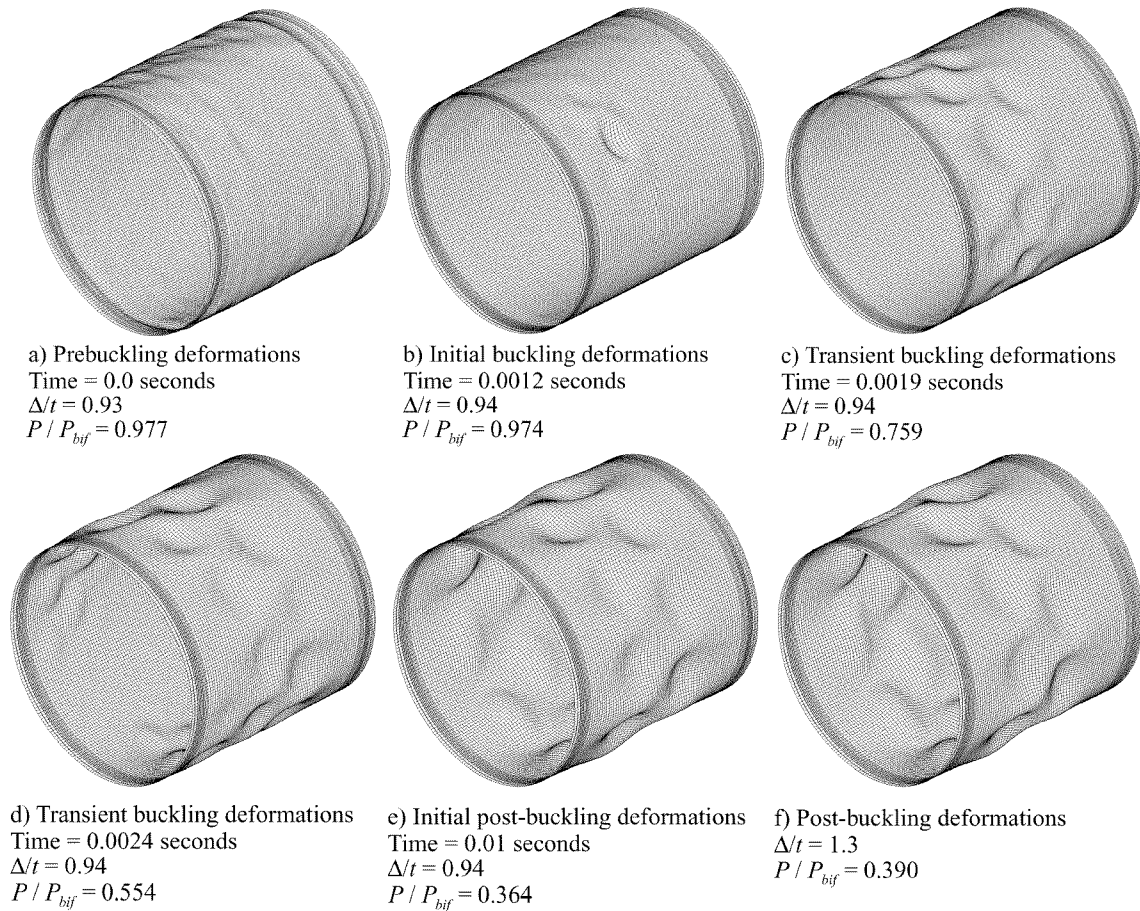 a) Prebuckling deformations
Time = 0.0 seconds
Δ/t = 0.93
P / P_bif = 0.977
b) Initial buckling deformations
Time = 0.0012 seconds
Δ/t = 0.94
P / P_bif = 0.974
c) Transient buckling deformations
Time = 0.0019 seconds
Δ/t = 0.94
P / P_bif = 0.759
d) Transient buckling deformations
Time = 0.0024 seconds
Δ/t = 0.94
P / P_bif = 0.554
e) Initial post-buckling deformations
Time = 0.01 seconds
Δ/t = 0.94
P / P_bif = 0.364
f) Post-buckling deformations
Δ/t = 1.3
P / P_bif = 0.390